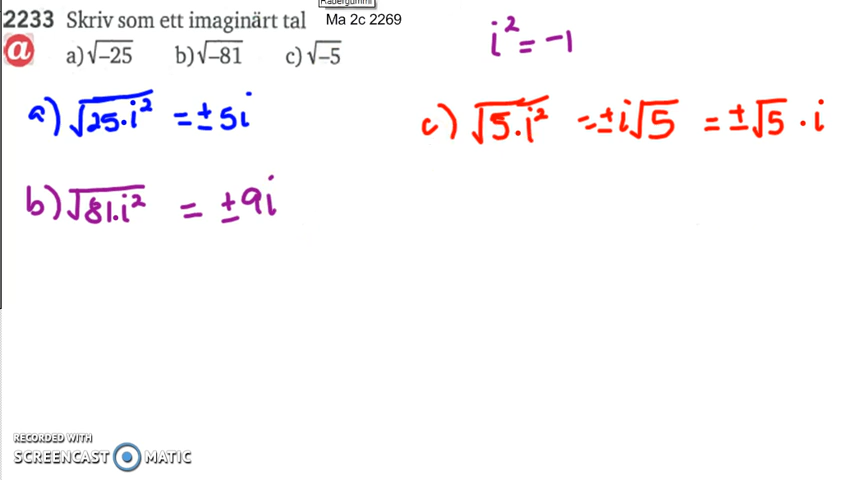 Radergummi
2233 Skriv som ett imaginärt tal Ma 2c 2269
a a) √-25 b) √-81 c) √-5
i² = -1
a) √25·i² = ±5i
c) √5·i² = ±i√5 = ±√5 · i
b) √81·i² = ±9i
RECORDED WITH
SCREENCAST MATIC